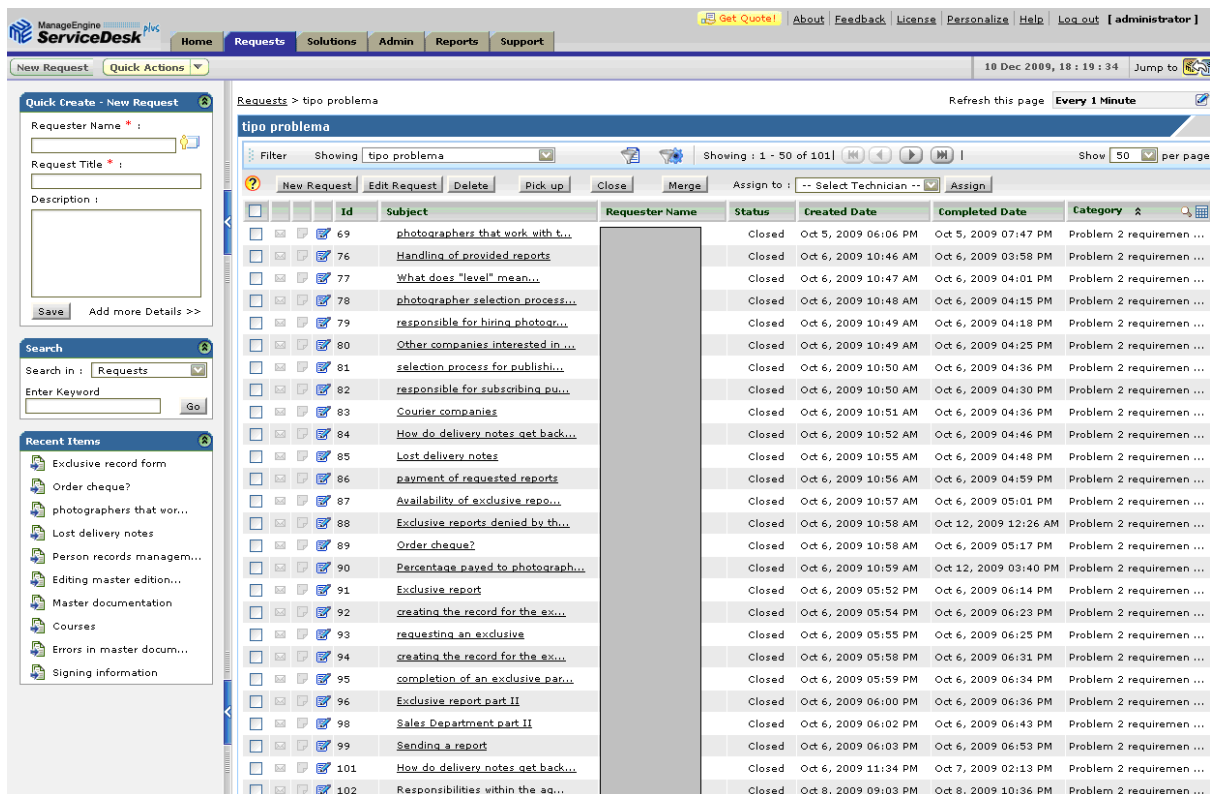 Get Quote! About Feedback License Personalize Help Log out [ administrator ]
ManageEngine
ServiceDesk plus
Home Requests Solutions Admin Reports Support
New Request Quick Actions 10 Dec 2009, 18 : 19 : 34 Jump to
Quick Create - New Request
Requester Name * :
Request Title * :
Description :
Save Add more Details >>
Search
Search in : Requests
Enter Keyword
Go
Recent Items
Exclusive record form
Order cheque?
photographers that wor...
Lost delivery notes
Person records managem...
Editing master edition...
Master documentation
Courses
Errors in master docum...
Signing information
Requests > tipo problema Refresh this page Every 1 Minute
tipo problema
Filter Showing tipo problema Showing : 1 - 50 of 101 | | Show 50 per page
New Request Edit Request Delete Pick up Close Merge Assign to : -- Select Technician -- Assign
Id Subject Requester Name Status Created Date Completed Date Category
69 photographers that work with t... Closed Oct 5, 2009 06:06 PM Oct 5, 2009 07:47 PM Problem 2 requiremen ...
76 Handling of provided reports Closed Oct 6, 2009 10:46 AM Oct 6, 2009 03:58 PM Problem 2 requiremen ...
77 What does "level" mean... Closed Oct 6, 2009 10:47 AM Oct 6, 2009 04:01 PM Problem 2 requiremen ...
78 photographer selection process... Closed Oct 6, 2009 10:48 AM Oct 6, 2009 04:15 PM Problem 2 requiremen ...
79 responsible for hiring photogr... Closed Oct 6, 2009 10:49 AM Oct 6, 2009 04:18 PM Problem 2 requiremen ...
80 Other companies interested in ... Closed Oct 6, 2009 10:49 AM Oct 6, 2009 04:25 PM Problem 2 requiremen ...
81 selection process for publishi... Closed Oct 6, 2009 10:50 AM Oct 6, 2009 04:36 PM Problem 2 requiremen ...
82 responsible for subscribing pu... Closed Oct 6, 2009 10:50 AM Oct 6, 2009 04:30 PM Problem 2 requiremen ...
83 Courier companies Closed Oct 6, 2009 10:51 AM Oct 6, 2009 04:36 PM Problem 2 requiremen ...
84 How do delivery notes get back... Closed Oct 6, 2009 10:52 AM Oct 6, 2009 04:46 PM Problem 2 requiremen ...
85 Lost delivery notes Closed Oct 6, 2009 10:55 AM Oct 6, 2009 04:48 PM Problem 2 requiremen ...
86 payment of requested reports Closed Oct 6, 2009 10:56 AM Oct 6, 2009 04:59 PM Problem 2 requiremen ...
87 Availability of exclusive repo... Closed Oct 6, 2009 10:57 AM Oct 6, 2009 05:01 PM Problem 2 requiremen ...
88 Exclusive reports denied by th... Closed Oct 6, 2009 10:58 AM Oct 12, 2009 12:26 AM Problem 2 requiremen ...
89 Order cheque? Closed Oct 6, 2009 10:58 AM Oct 6, 2009 05:17 PM Problem 2 requiremen ...
90 Percentage payed to photograph... Closed Oct 6, 2009 10:59 AM Oct 12, 2009 03:40 PM Problem 2 requiremen ...
91 Exclusive report Closed Oct 6, 2009 05:52 PM Oct 6, 2009 06:14 PM Problem 2 requiremen ...
92 creating the record for the ex... Closed Oct 6, 2009 05:54 PM Oct 6, 2009 06:23 PM Problem 2 requiremen ...
93 requesting an exclusive Closed Oct 6, 2009 05:55 PM Oct 6, 2009 06:25 PM Problem 2 requiremen ...
94 creating the record for the ex... Closed Oct 6, 2009 05:58 PM Oct 6, 2009 06:31 PM Problem 2 requiremen ...
95 completion of an exclusive par... Closed Oct 6, 2009 05:59 PM Oct 6, 2009 06:34 PM Problem 2 requiremen ...
96 Exclusive report part II Closed Oct 6, 2009 06:00 PM Oct 6, 2009 06:36 PM Problem 2 requiremen ...
98 Sales Department part II Closed Oct 6, 2009 06:02 PM Oct 6, 2009 06:43 PM Problem 2 requiremen ...
99 Sending a report Closed Oct 6, 2009 06:03 PM Oct 6, 2009 06:53 PM Problem 2 requiremen ...
101 How do delivery notes get back... Closed Oct 6, 2009 11:34 PM Oct 7, 2009 02:13 PM Problem 2 requiremen ...
102 Responsibilities within the ag... Closed Oct 8, 2009 09:03 PM Oct 8, 2009 10:36 PM Problem 2 requiremen ...